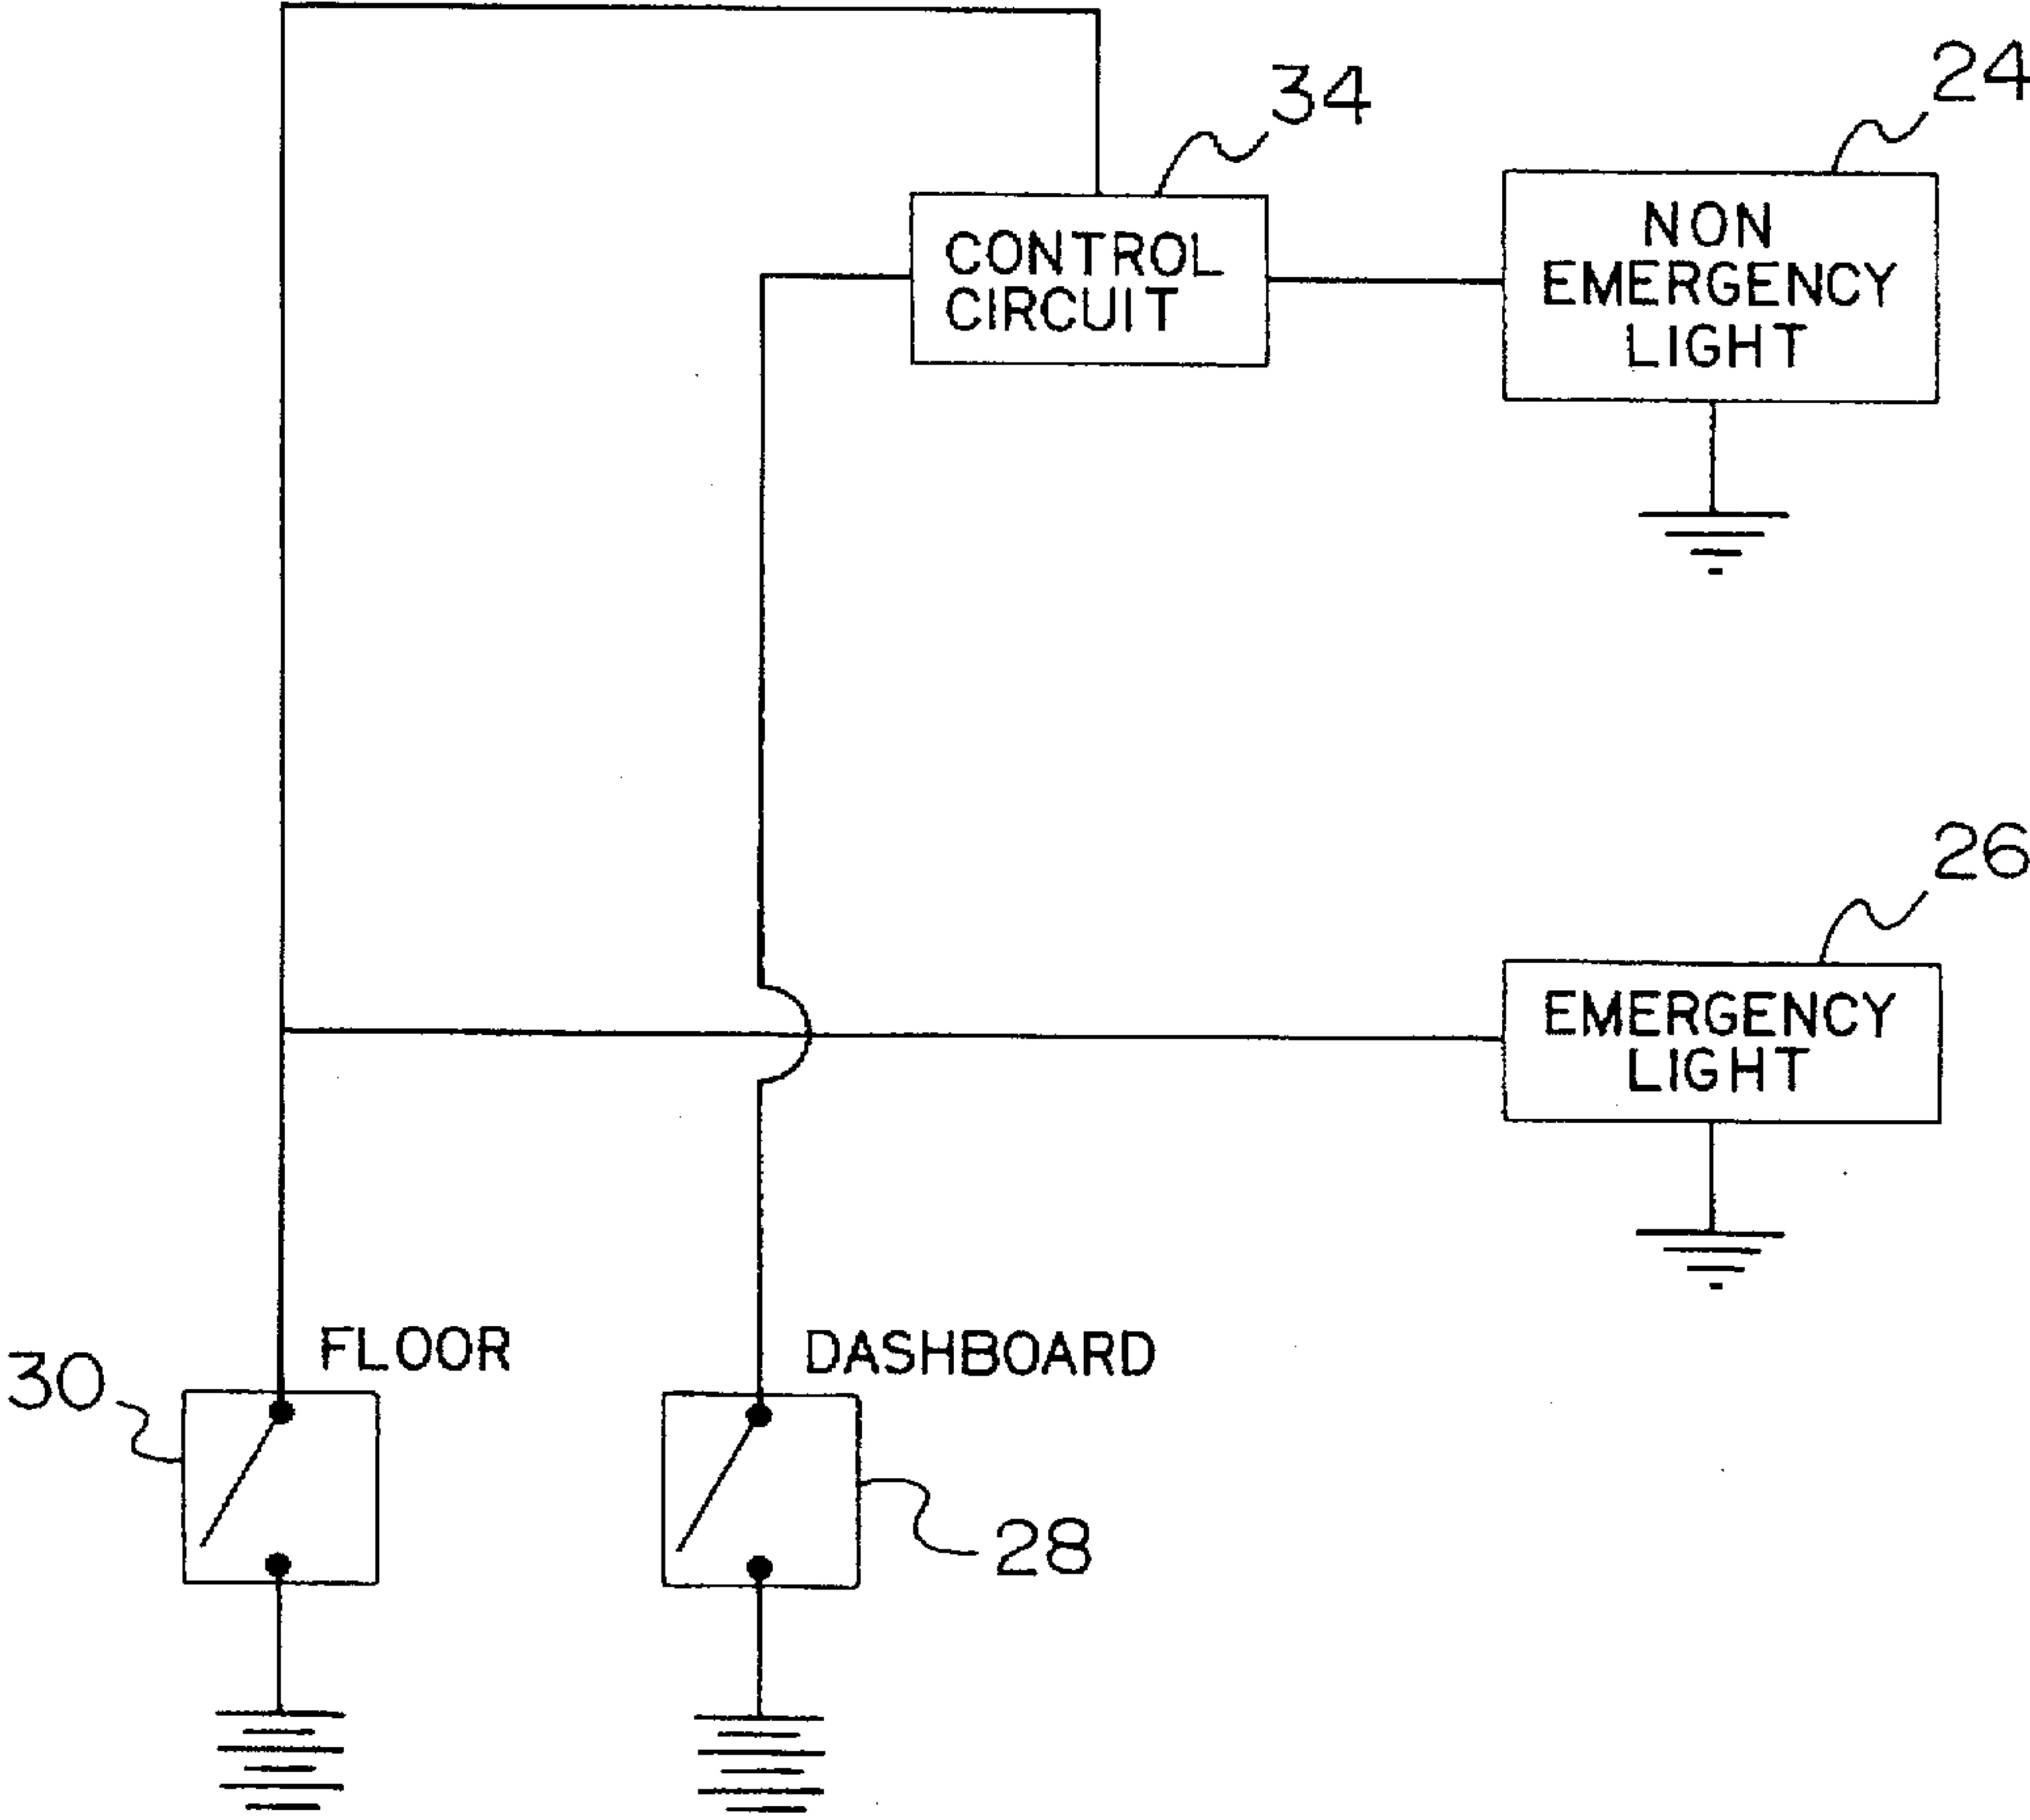 34
24
CONTROL
CIRCUIT
NON
EMERGENCY
LIGHT
26
EMERGENCY
LIGHT
30
FLOOR
DASHBOARD
28